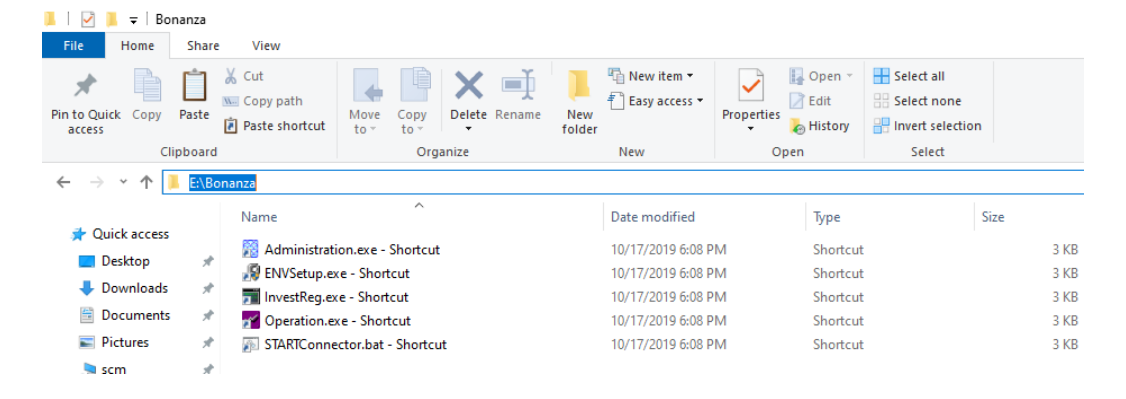 Bonanza
File Home Share View
Pin to Quick access
Copy
Paste
Cut
Copy path
Paste shortcut
Clipboard
Move to
Copy to
Delete
Rename
Organize
New folder
New item
Easy access
New
Properties
Open
Edit
History
Open
Select all
Select none
Invert selection
Select
E:\Bonanza
Quick access
Desktop
Downloads
Documents
Pictures
scm
Name Date modified Type Size
Administration.exe - Shortcut 10/17/2019 6:08 PM Shortcut 3 KB
ENVSetup.exe - Shortcut 10/17/2019 6:08 PM Shortcut 3 KB
InvestReg.exe - Shortcut 10/17/2019 6:08 PM Shortcut 3 KB
Operation.exe - Shortcut 10/17/2019 6:08 PM Shortcut 3 KB
STARTConnector.bat - Shortcut 10/17/2019 6:08 PM Shortcut 3 KB